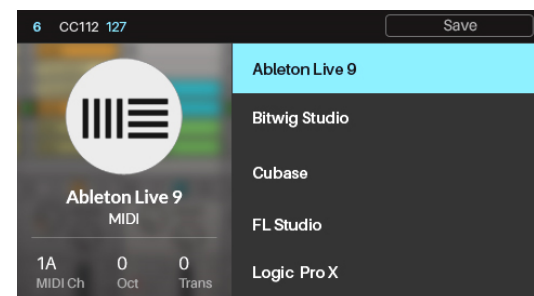 6 CC112 127 Save
Ableton Live 9
MIDI
1A 0 0
MIDI Ch Oct Trans
Ableton Live 9
Bitwig Studio
Cubase
FL Studio
Logic Pro X